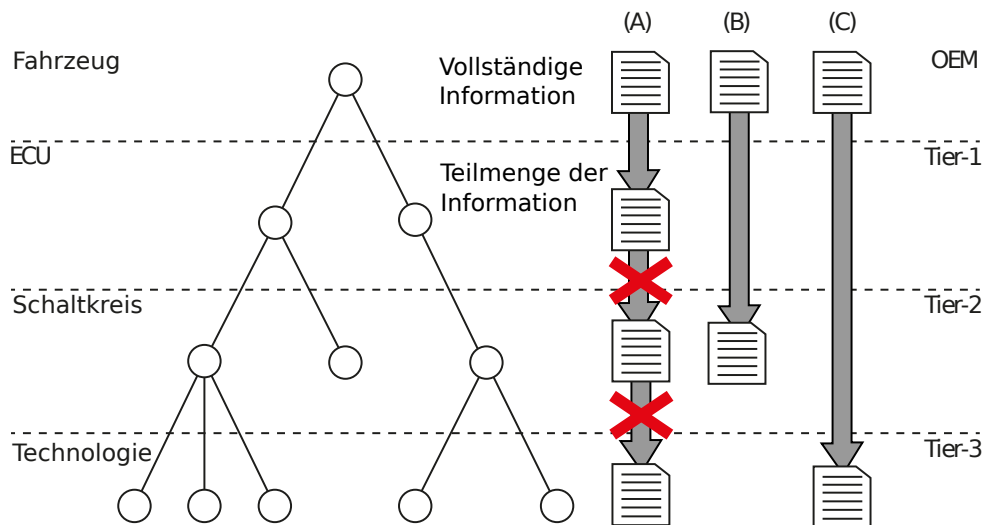 (A)
(B)
(C)
Fahrzeug
Vollständige
Information
OEM
ECU
Tier-1
Teilmenge der
Information
Schaltkreis
Tier-2
Technologie
Tier-3